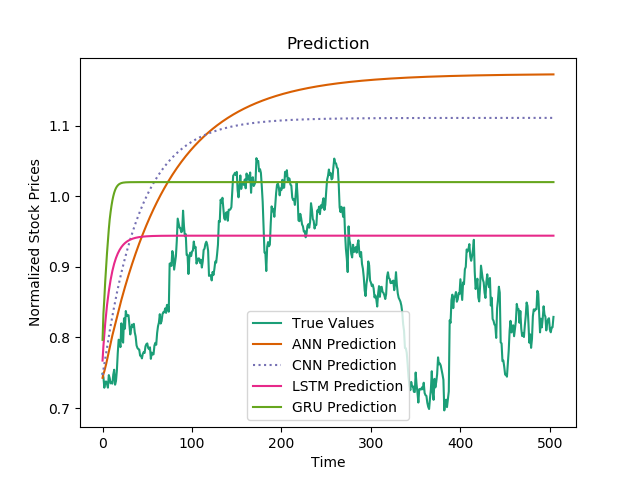 Prediction
Normalized Stock Prices
1.1
1.0
0.9
0.8
0.7
True Values
ANN Prediction
CNN Prediction
LSTM Prediction
GRU Prediction
0 100 200 300 400 500
Time